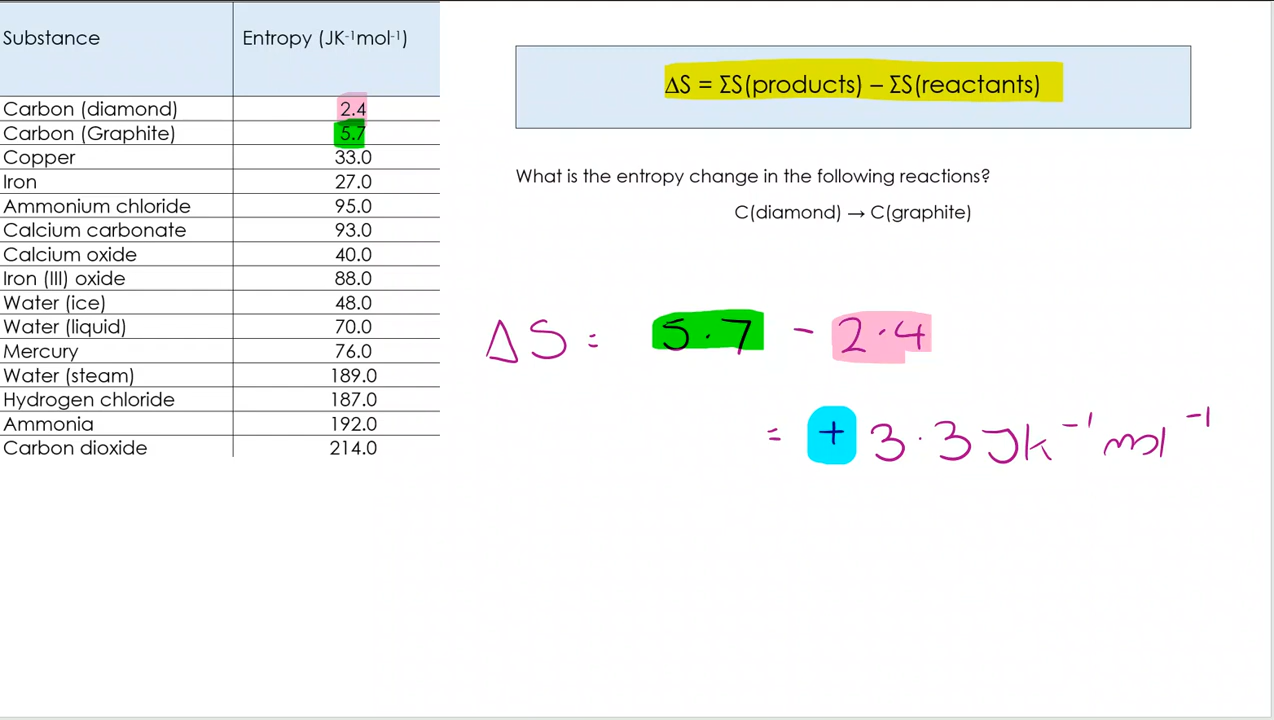 Substance Entropy (JK⁻¹mol⁻¹)
Carbon (diamond) 2.4
Carbon (Graphite) 5.7
Copper 33.0
Iron 27.0
Ammonium chloride 95.0
Calcium carbonate 93.0
Calcium oxide 40.0
Iron (III) oxide 88.0
Water (ice) 48.0
Water (liquid) 70.0
Mercury 76.0
Water (steam) 189.0
Hydrogen chloride 187.0
Ammonia 192.0
Carbon dioxide 214.0
ΔS = ΣS(products) – ΣS(reactants)
What is the entropy change in the following reactions?
C(diamond) → C(graphite)
ΔS = 5.7 - 2.4
= + 3.3 Jk⁻¹ mol⁻¹